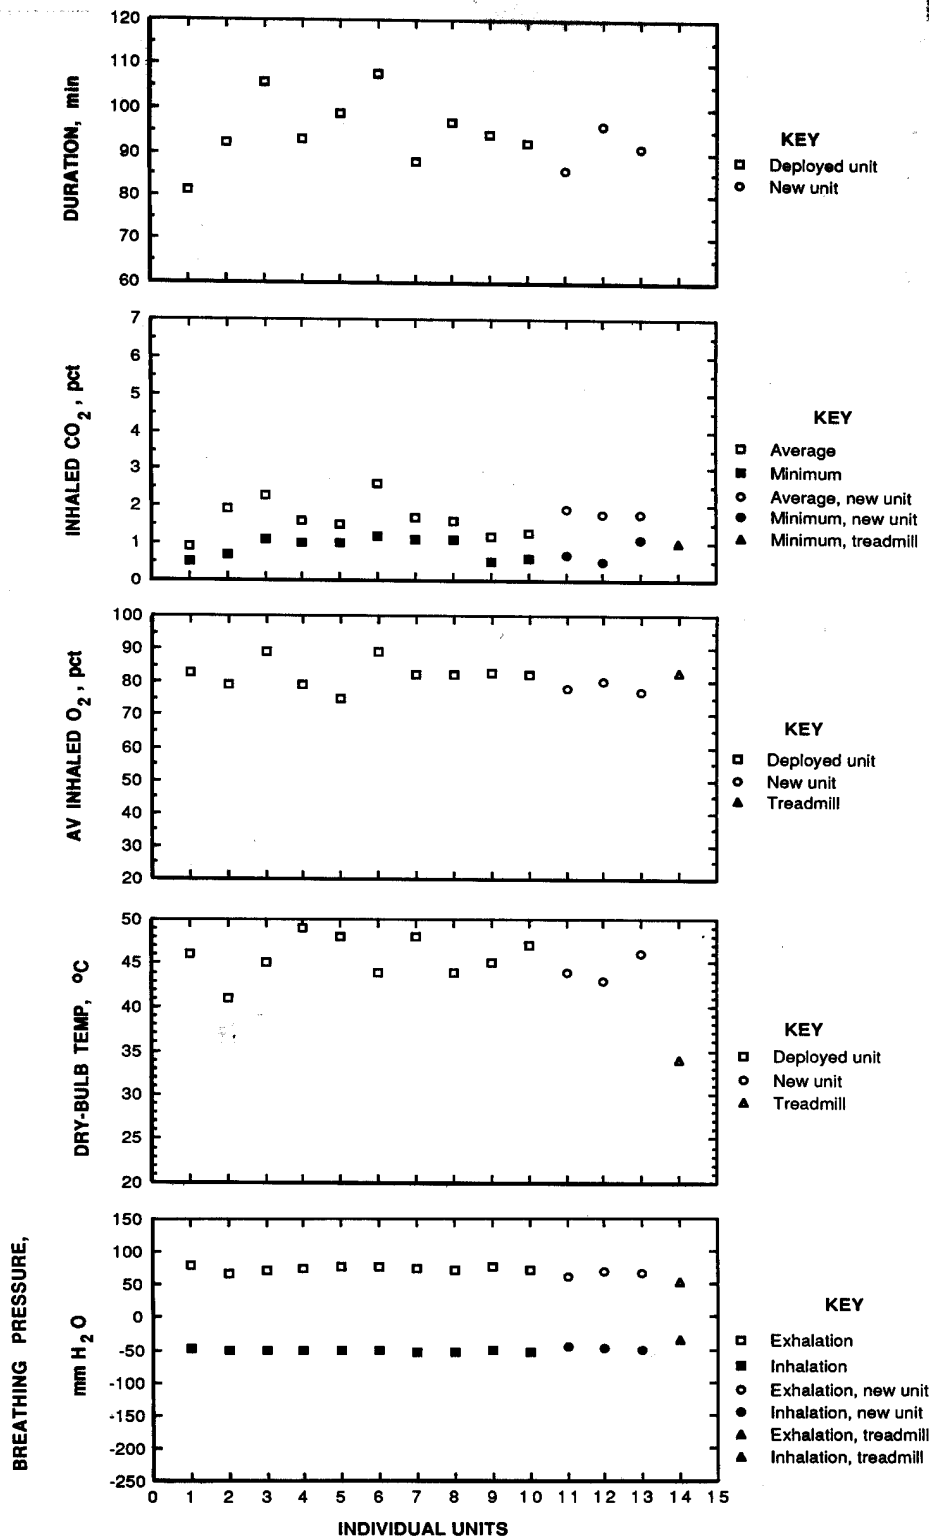 120
110
100
90
80
70
60
DURATION, min
KEY
Deployed unit
New unit
7
6
5
4
3
2
1
0
INHALED CO2, pct
KEY
Average
Minimum
Average, new unit
Minimum, new unit
Minimum, treadmill
100
90
80
70
60
50
40
30
20
AV INHALED O2, pct
KEY
Deployed unit
New unit
Treadmill
50
45
40
35
30
25
20
DRY-BULB TEMP, °C
KEY
Deployed unit
New unit
Treadmill
150
100
50
0
-50
-100
-150
-200
-250
BREATHING PRESSURE,
mm H2O
KEY
Exhalation
Inhalation
Exhalation, new unit
Inhalation, new unit
Exhalation, treadmill
Inhalation, treadmill
0 1 2 3 4 5 6 7 8 9 10 11 12 13 14 15
INDIVIDUAL UNITS